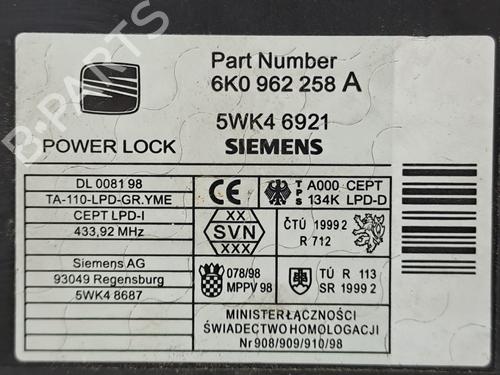 Part Number
6K0 962 258 A
5WK4 6921
POWER LOCK SIEMENS
DL 0081 98
TA-110-LPD-GR.YME
CEPT LPD-I
433,92 MHz
Siemens AG
93049 Regensburg
5WK4 8687
CE
TPS A000 CEPT
134K LPD-D
XX
SVN
XXX
ČTÚ 1999 2
R 712
078/98
MPPV 98
TÚ R 113
SR 1999 2
MINISTERŁĄCZNOŚCI
ŚWIADECTWO HOMOLOGACJI
Nr 908/909/910/98
B-PARTS